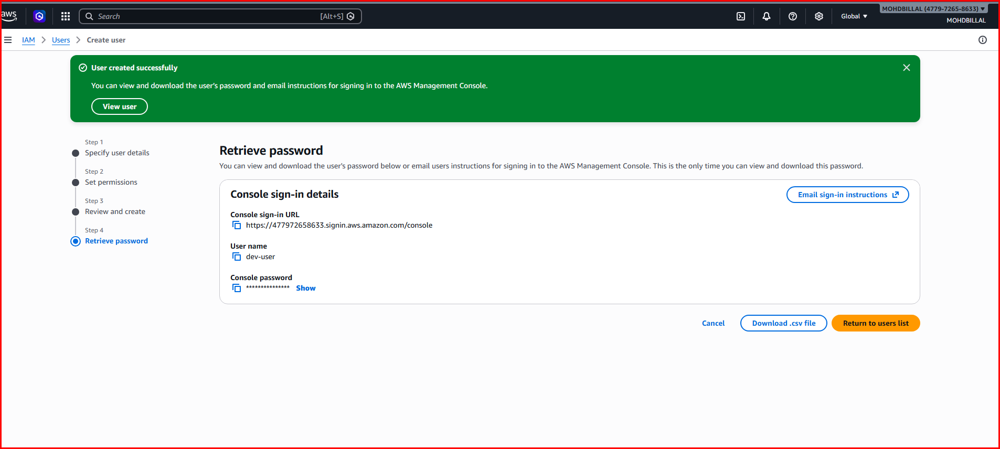 aws
Search [Alt+S]
Global
MOHDBILLAL (4779-7265-8633)
MOHDBILLAL
IAM > Users > Create user
User created successfully
You can view and download the user's password and email instructions for signing in to the AWS Management Console.
View user
Step 1
Specify user details
Step 2
Set permissions
Step 3
Review and create
Step 4
Retrieve password
Retrieve password
You can view and download the user's password below or email users instructions for signing in to the AWS Management Console. This is the only time you can view and download this password.
Console sign-in details
Email sign-in instructions
Console sign-in URL
https://477972658633.signin.aws.amazon.com/console
User name
dev-user
Console password
*************** Show
Cancel
Download .csv file
Return to users list